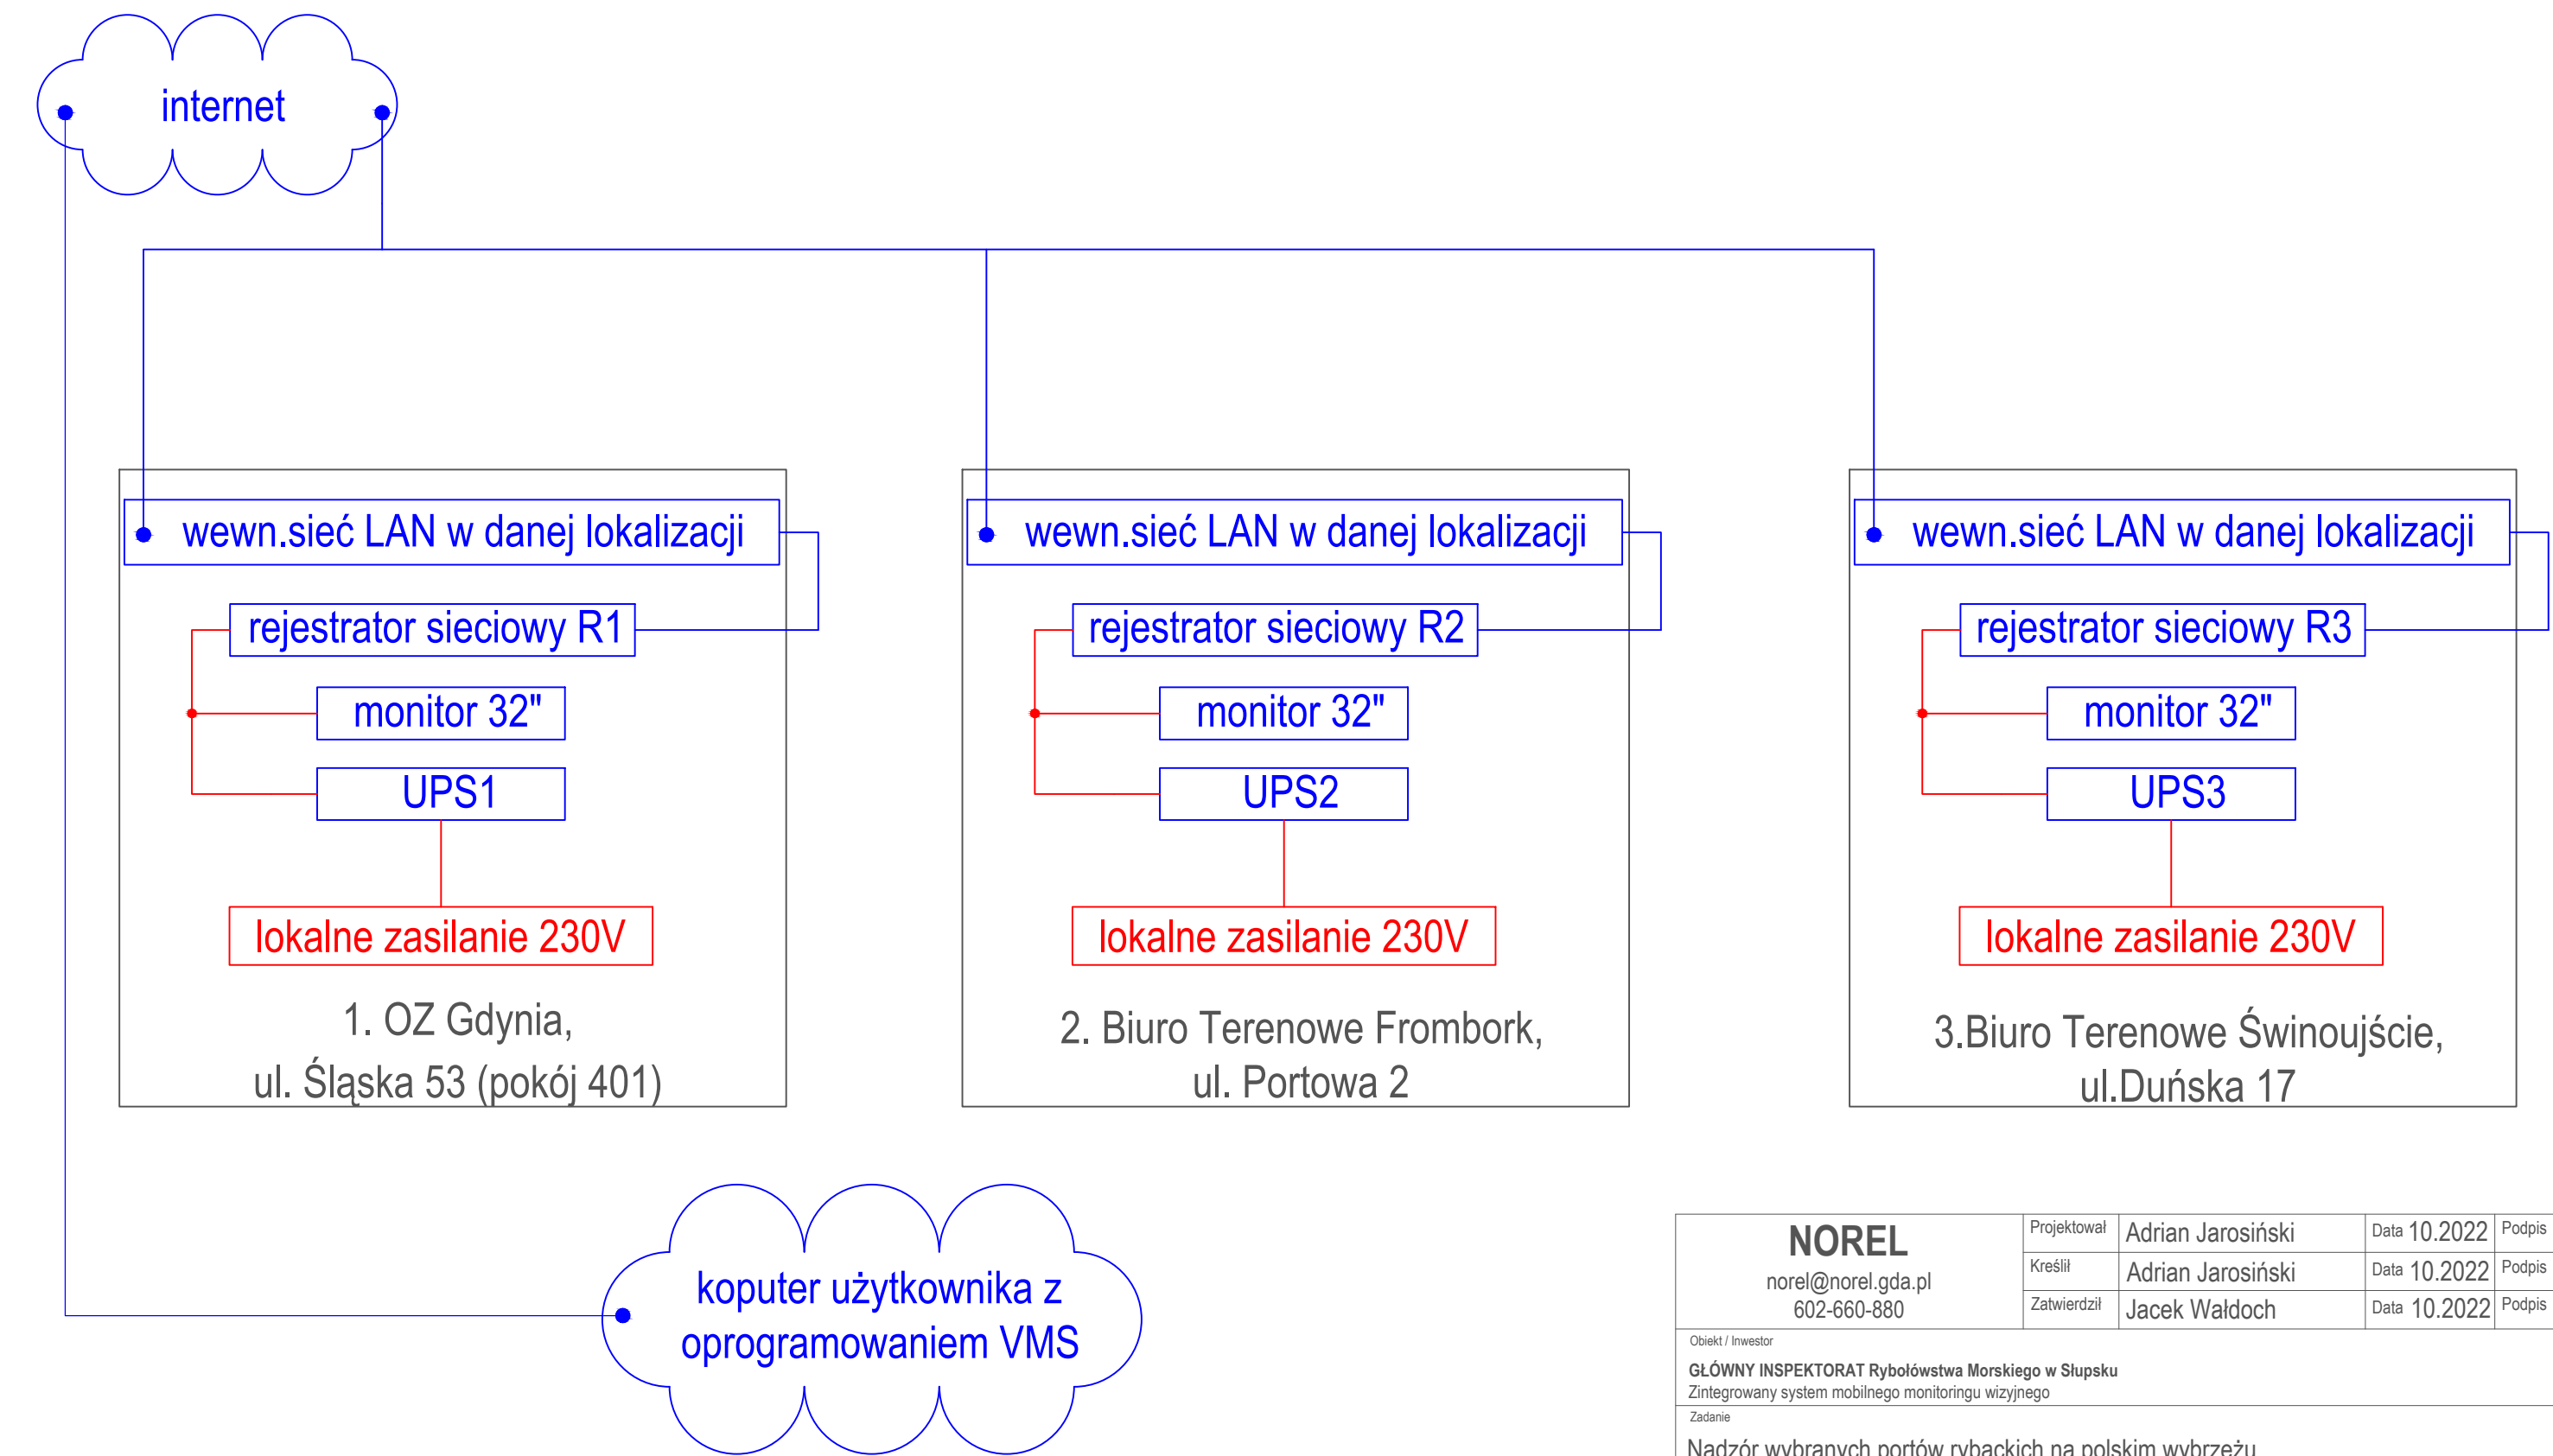 internet
wewn.sieć LAN w danej lokalizacji
rejestrator sieciowy R1
monitor 32"
UPS1
lokalne zasilanie 230V
1. OZ Gdynia,
ul. Śląska 53 (pokój 401)
wewn.sieć LAN w danej lokalizacji
rejestrator sieciowy R2
monitor 32"
UPS2
lokalne zasilanie 230V
2. Biuro Terenowe Frombork,
ul. Portowa 2
wewn.sieć LAN w danej lokalizacji
rejestrator sieciowy R3
monitor 32"
UPS3
lokalne zasilanie 230V
3.Biuro Terenowe Świnoujście,
ul.Duńska 17
koputer użytkownika z
oprogramowaniem VMS
NOREL
norel@norel.gda.pl
602-660-880
Projektował Adrian Jarosiński Data 10.2022 Podpis
Kreślił Adrian Jarosiński Data 10.2022 Podpis
Zatwierdził Jacek Wałdoch Data 10.2022 Podpis
Obiekt / Inwestor
GŁÓWNY INSPEKTORAT Rybołówstwa Morskiego w Słupsku
Zintegrowany system mobilnego monitoringu wizyjnego
Zadanie
Nadzór wybranych portów rybackich na polskim wybrzeżu